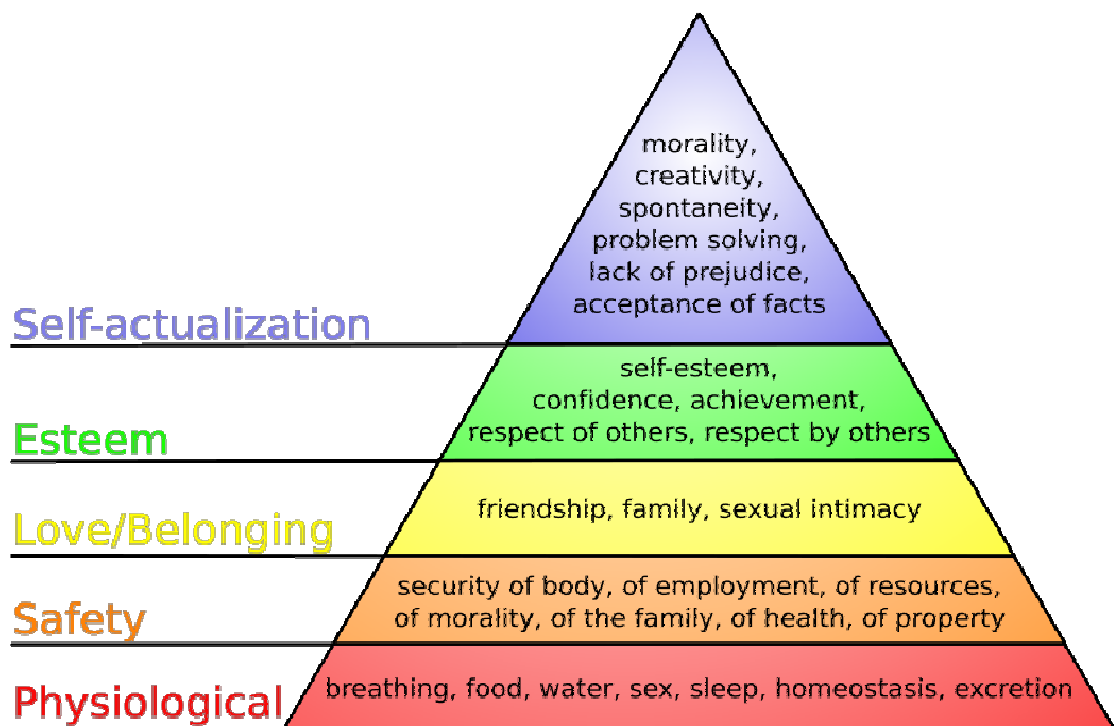 morality,
creativity,
spontaneity,
problem solving,
lack of prejudice,
acceptance of facts
Self-actualization
self-esteem,
confidence, achievement,
respect of others, respect by others
Esteem
friendship, family, sexual intimacy
Love/Belonging
security of body, of employment, of resources,
of morality, of the family, of health, of property
Safety
breathing, food, water, sex, sleep, homeostasis, excretion
Physiological